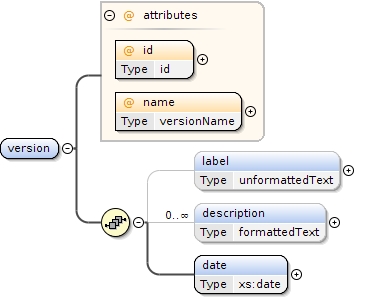 @ attributes
@ id
Type id
@ name
Type versionName
version
label
Type unformattedText
0..∞
description
Type formattedText
date
Type xs:date